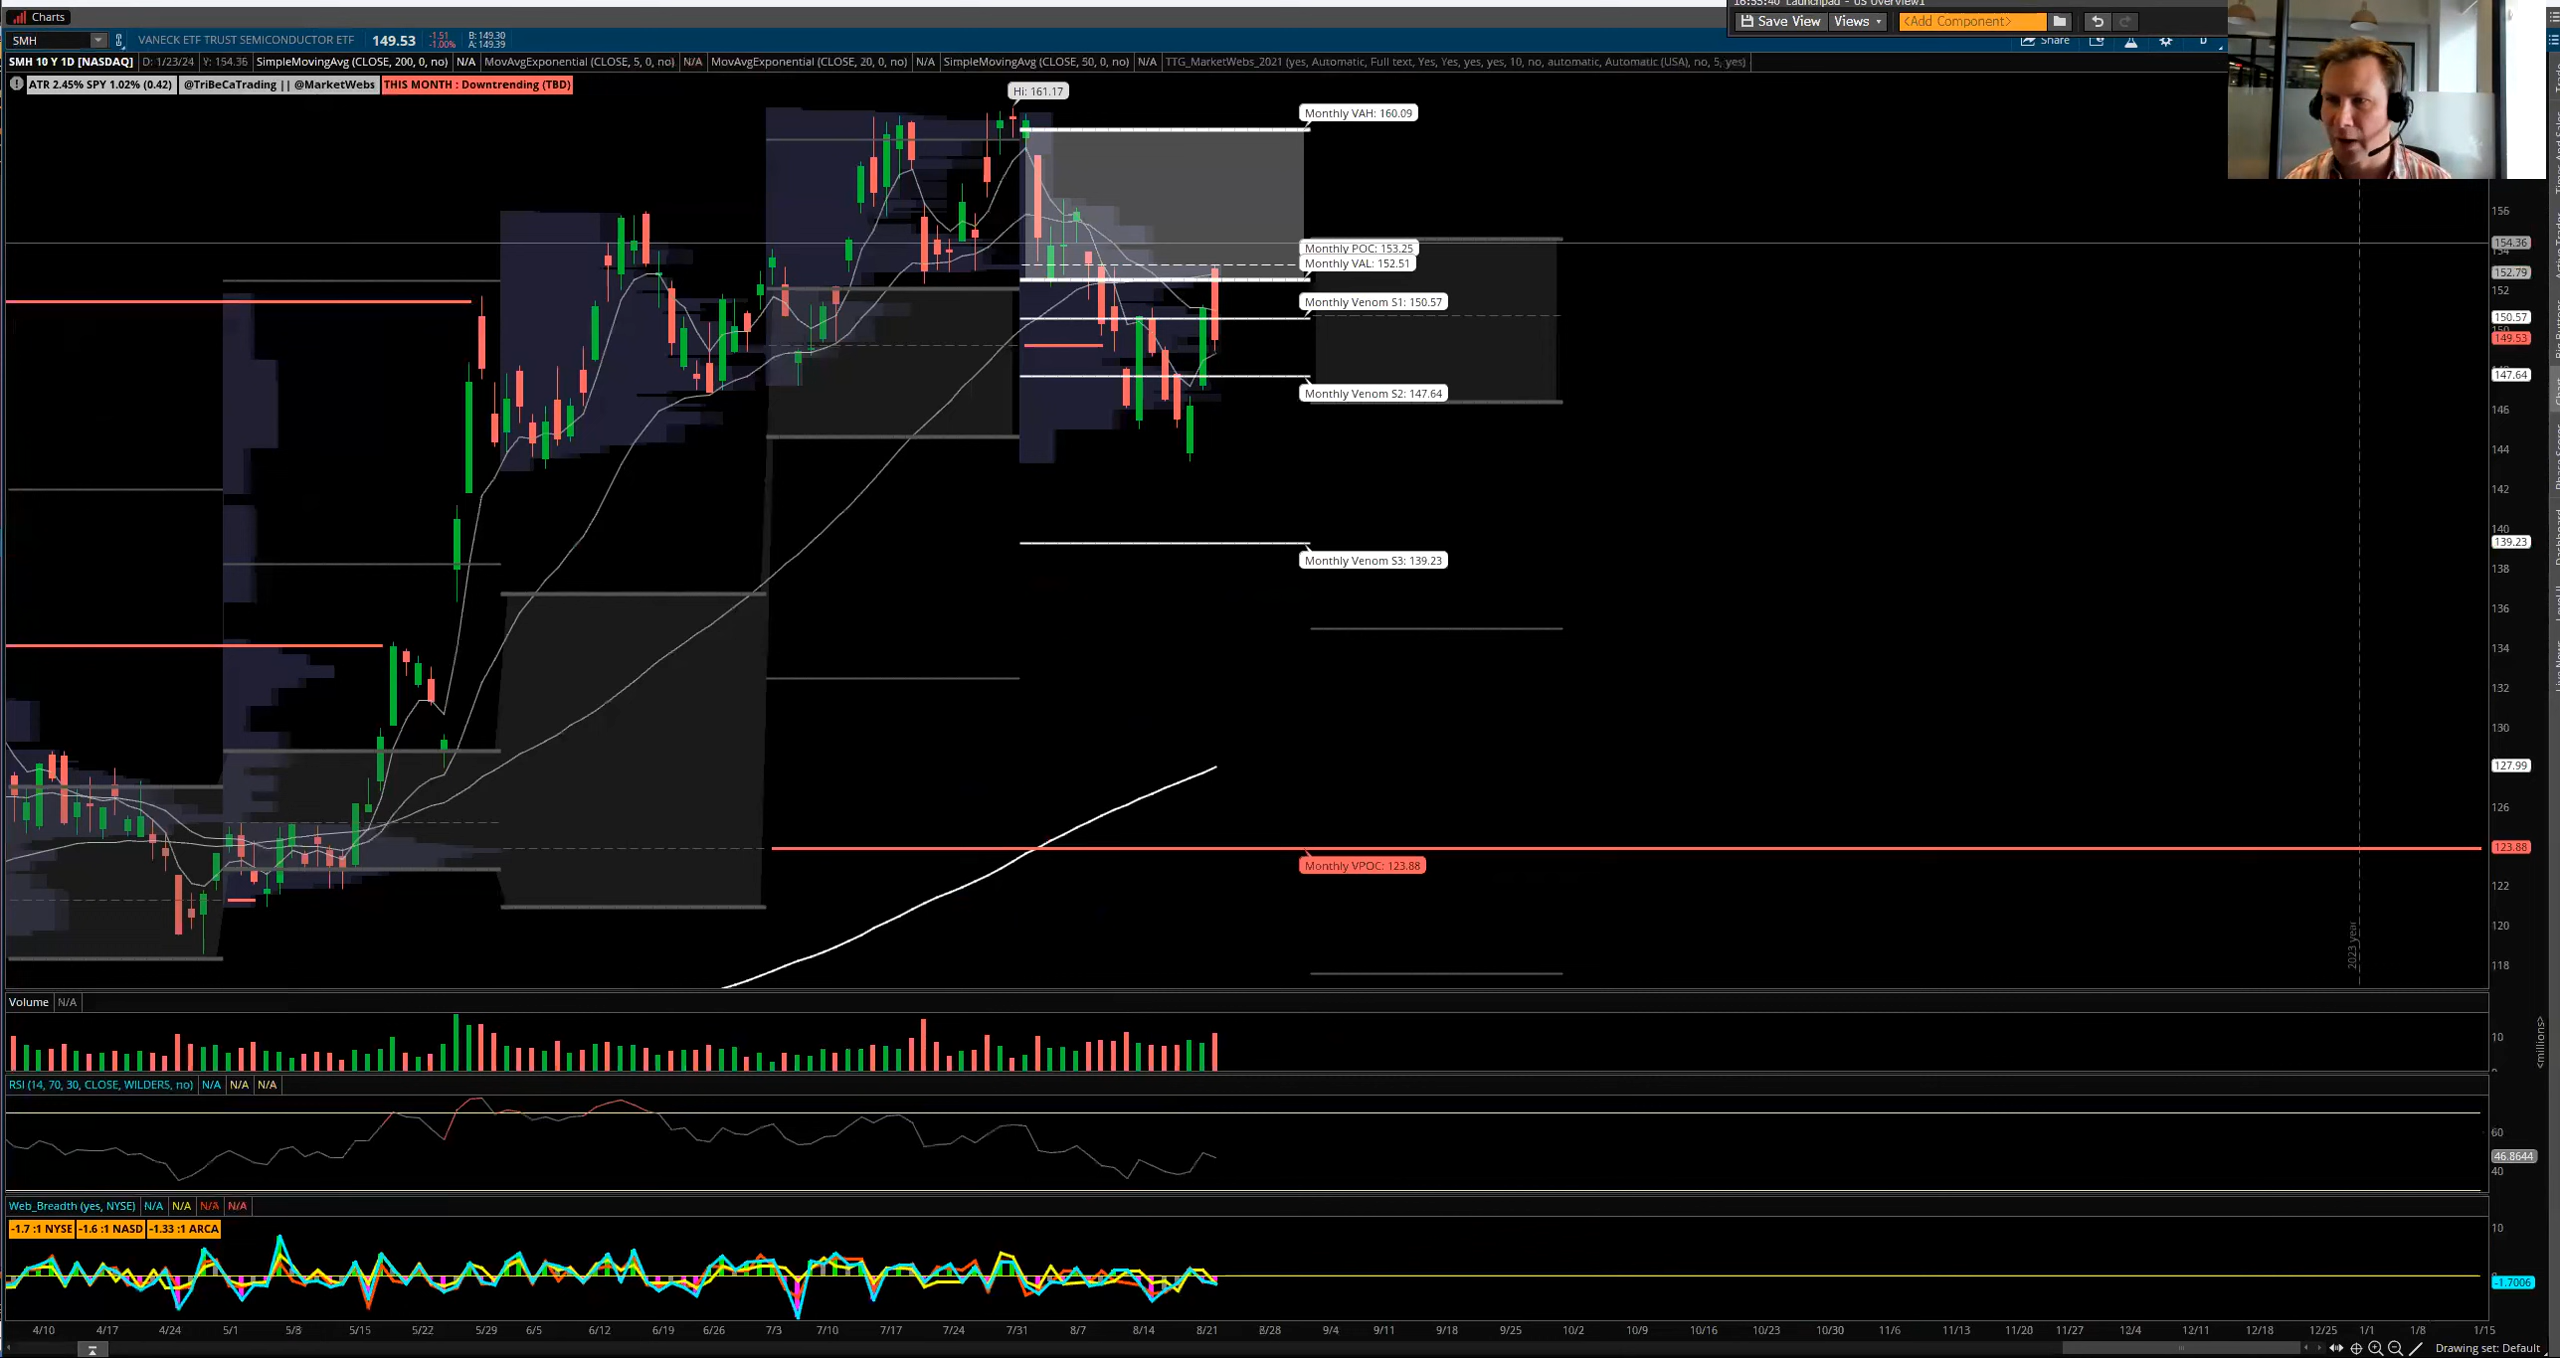 16:55:40 Launchpad - US Overview1
Charts
Save View Views <Add Component>
SMH VANECK ETF TRUST SEMICONDUCTOR ETF 149.53 -1.51 -1.00% B: 149.30 A: 149.39
Share
SMH 10 Y 1D [NASDAQ] D: 1/23/24 Y: 154.36 SimpleMovingAvg (CLOSE, 200, 0, no) N/A MovAvgExponential (CLOSE, 5, 0, no) N/A MovAvgExponential (CLOSE, 20, 0, no) N/A SimpleMovingAvg (CLOSE, 50, 0, no) N/A TTG_MarketWebs_2021 (yes, Automatic, Full text, Yes, Yes, yes, yes, 10, no, automatic, Automatic (USA), no, 5, yes)
ATR 2.45% SPY 1.02% (0.42) @TriBeCaTrading || @MarketWebs THIS MONTH : Downtrending (TBD)
Hi: 161.17
Monthly VAH: 160.09
156
154.36
Monthly POC: 153.25
154
Monthly VAL: 152.51
152.79
152
Monthly Venom S1: 150.57
150.57
150
149.53
147.64
Monthly Venom S2: 147.64
146
144
142
140
139.23
Monthly Venom S3: 139.23
138
136
134
132
130
127.99
126
123.88
Monthly VPOC: 123.88
122
120
118
2023 year
Volume N/A
10
<millions>
RSI (14, 70, 30, CLOSE, WILDERS, no) N/A N/A N/A
60
46.8644
40
Web_Breadth (yes, NYSE) N/A N/A N/A N/A
-1.7 :1 NYSE -1.6 :1 NASD -1.33 :1 ARCA
10
-1.7006
4/10 4/17 4/24 5/1 5/8 5/15 5/22 5/29 6/5 6/12 6/19 6/26 7/3 7/10 7/17 7/24 7/31 8/7 8/14 8/21 8/28 9/4 9/11 9/18 9/25 10/2 10/9 10/16 10/23 10/30 11/6 11/13 11/20 11/27 12/4 12/11 12/18 12/25 1/1 1/8 1/15
Drawing set: Default